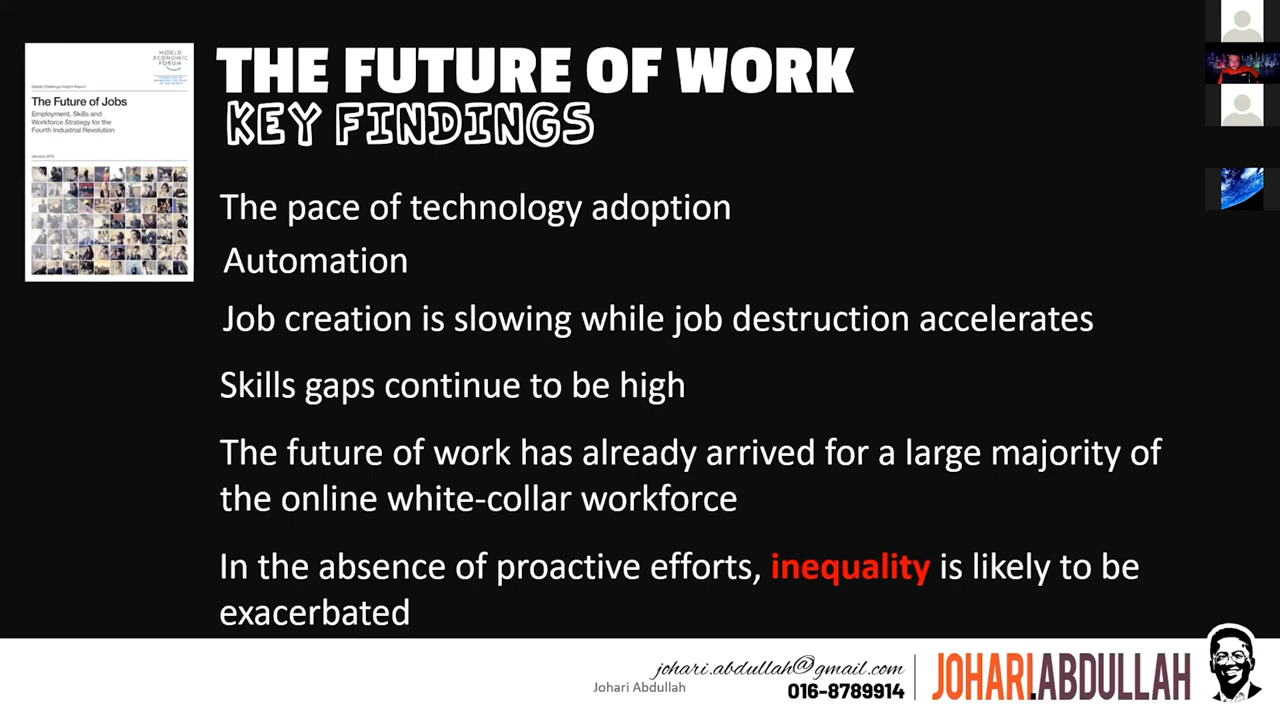 WORLD
ECONOMIC
FORUM
The Future of Jobs
Employment, Skills and
Workforce Strategy for the
Fourth Industrial Revolution
THE FUTURE OF WORK
KEY FINDINGS
The pace of technology adoption
Automation
Job creation is slowing while job destruction accelerates
Skills gaps continue to be high
The future of work has already arrived for a large majority of
the online white-collar workforce
In the absence of proactive efforts, inequality is likely to be
exacerbated
johari.abdullah@gmail.com
Johari Abdullah
016-8789914
JOHARI.ABDULLAH